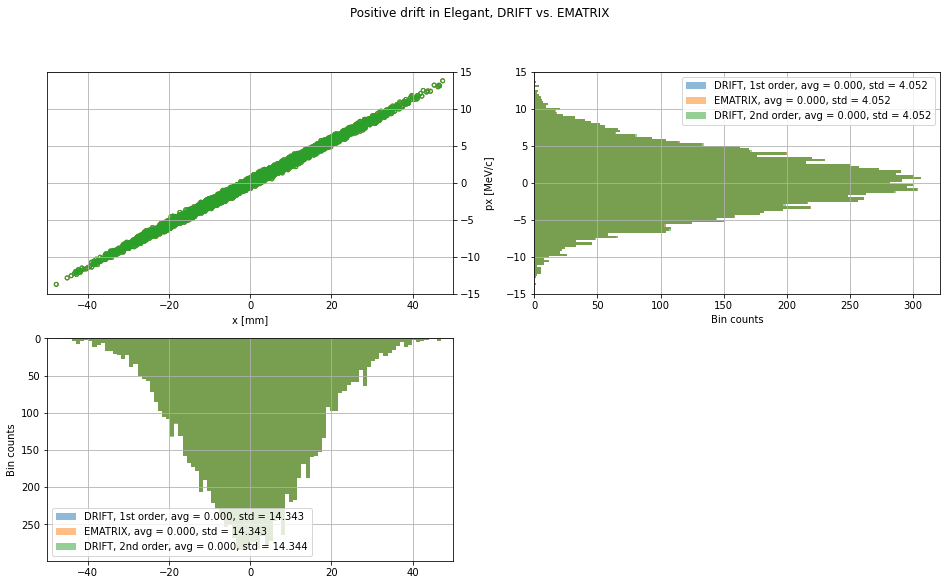 Positive drift in Elegant, DRIFT vs. EMATRIX
15
10
5
0
−5
−10
−15
−40 −20 0 20 40
x [mm]
15
10
5
0
−5
−10
−15
px [MeV/c]
DRIFT, 1st order, avg = 0.000, std = 4.052
EMATRIX, avg = 0.000, std = 4.052
DRIFT, 2nd order, avg = 0.000, std = 4.052
0 50 100 150 200 250 300
Bin counts
0
50
100
150
200
250
Bin counts
DRIFT, 1st order, avg = 0.000, std = 14.343
EMATRIX, avg = 0.000, std = 14.343
DRIFT, 2nd order, avg = 0.000, std = 14.344
−40 −20 0 20 40